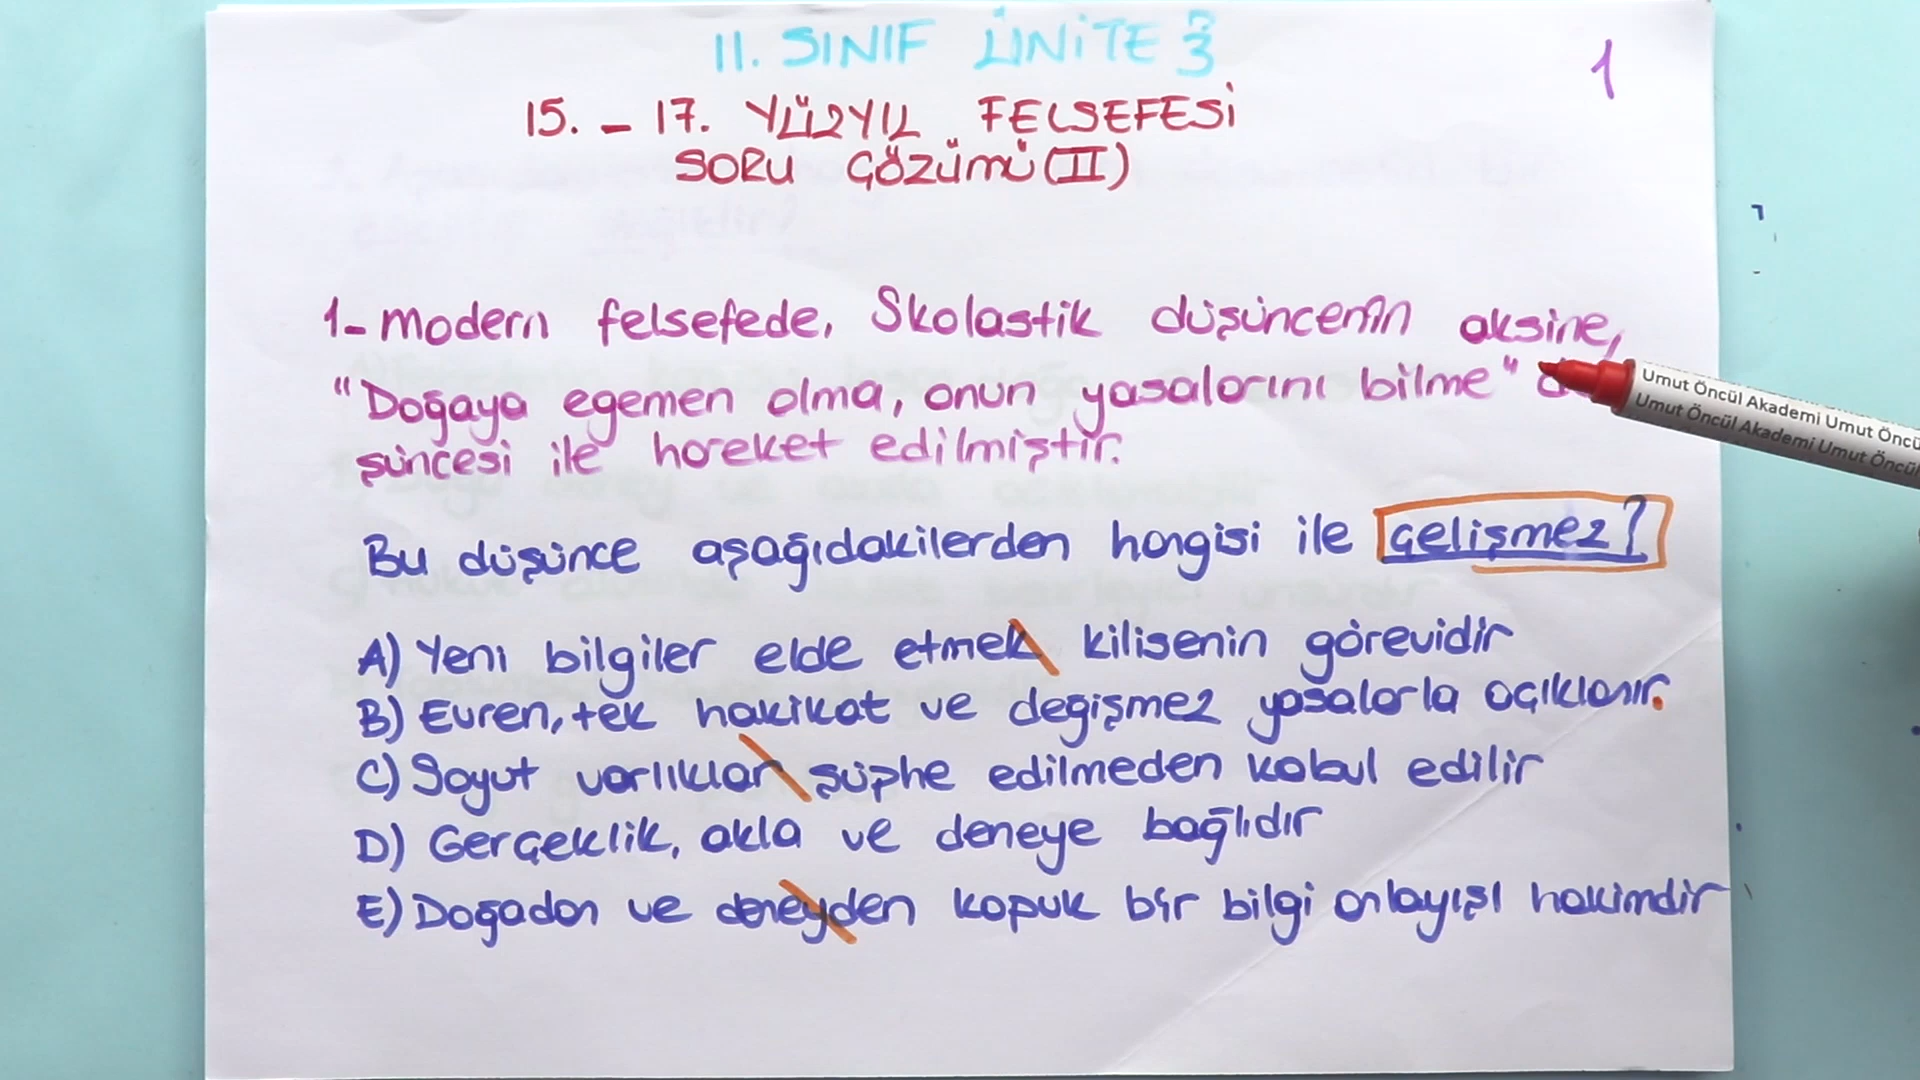 11. SINIF ÜNİTE 3
1
15. - 17. YÜZYIL FELSEFESİ
SORU ÇÖZÜMÜ (II)
1- Modern felsefede, Skolastik düşüncenin aksine,
"Doğaya egemen olma, onun yasalarını bilme"
şüncesi ile hareket edilmiştir.
Bu düşünce aşağıdakilerden hangisi ile çelişmez?
A) Yeni bilgiler elde etmek kilisenin görevidir
B) Evren, tek hakikat ve değişmez yasalarla açıklanır.
C) Soyut varlıklar şüphe edilmeden kabul edilir
D) Gerçeklik, akla ve deneye bağlıdır
E) Doğadan ve deneyden kopuk bir bilgi anlayışı hakimdir
Umut Öncül Akademi Umut Öncü
Umut Öncül Akademi Umut Öncül